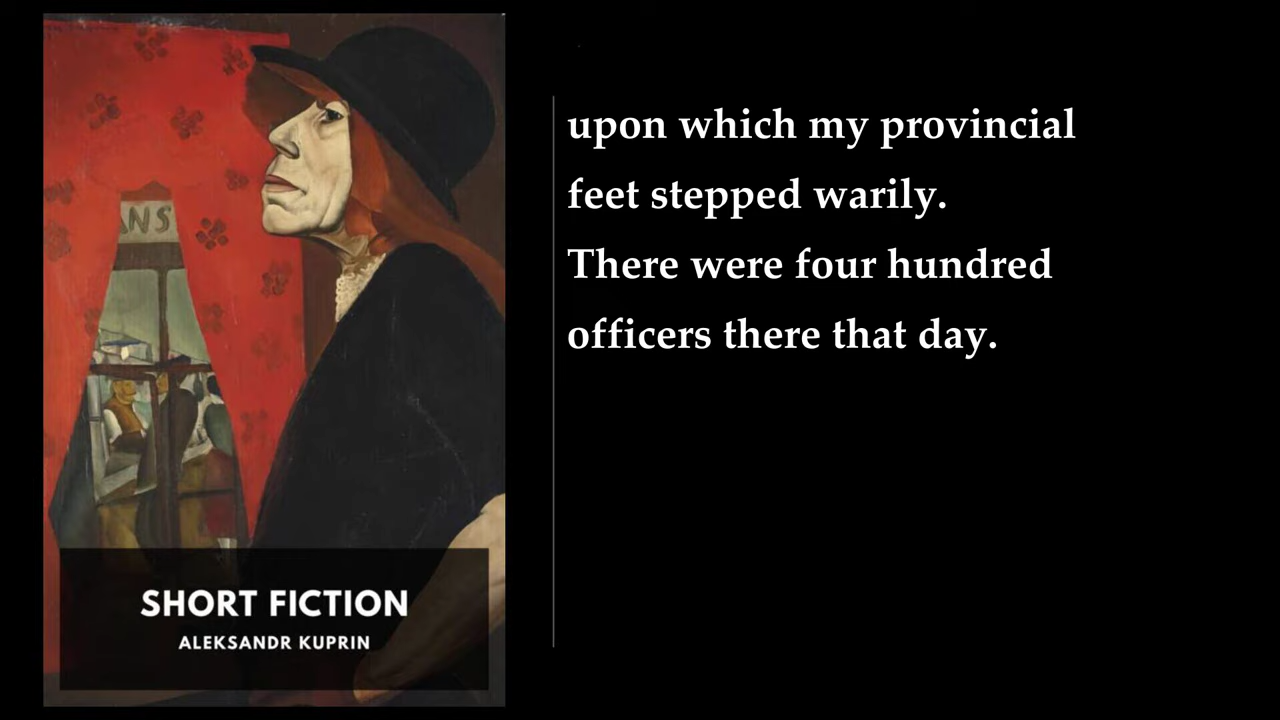 ANS
SHORT FICTION
ALEKSANDR KUPRIN
upon which my provincial
feet stepped warily.
There were four hundred
officers there that day.